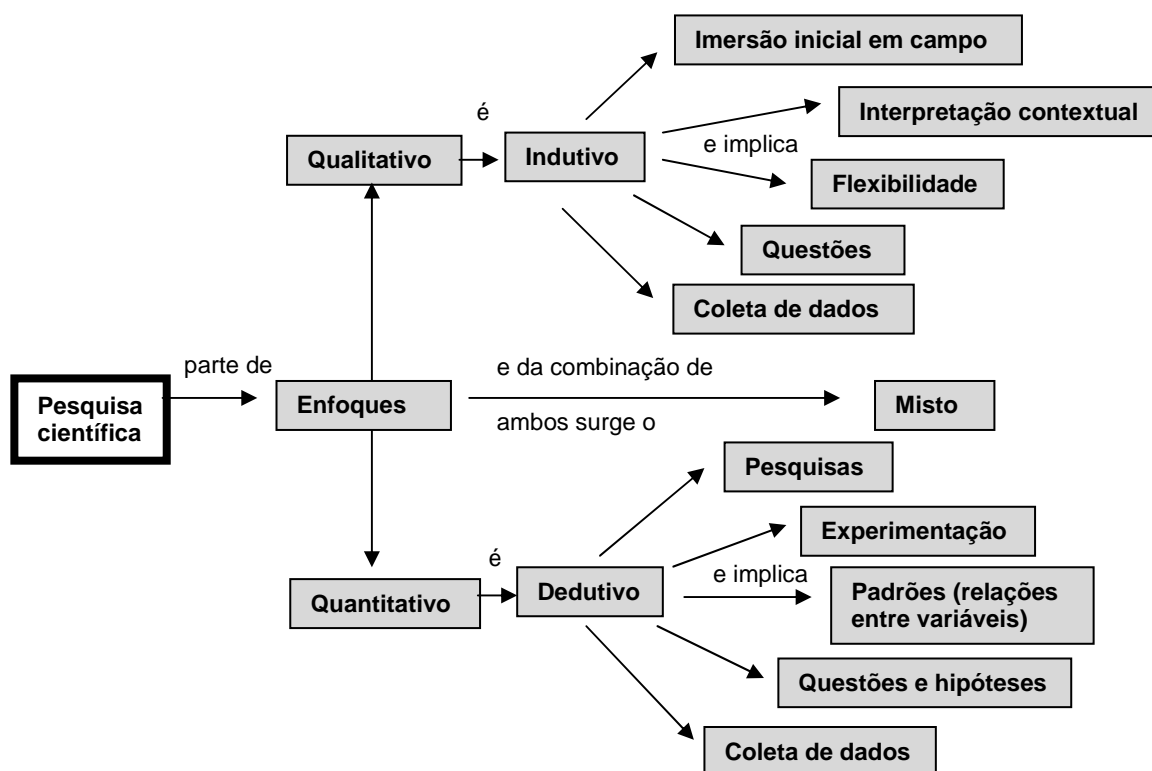 Imersão inicial em campo
é
Interpretação contextual
Qualitativo
Indutivo
e implica
Flexibilidade
Questões
Coleta de dados
parte de
e da combinação de
Pesquisa
científica
Enfoques
Misto
ambos surge o
Pesquisas
Experimentação
é
e implica
Quantitativo
Dedutivo
Padrões (relações
entre variáveis)
Questões e hipóteses
Coleta de dados